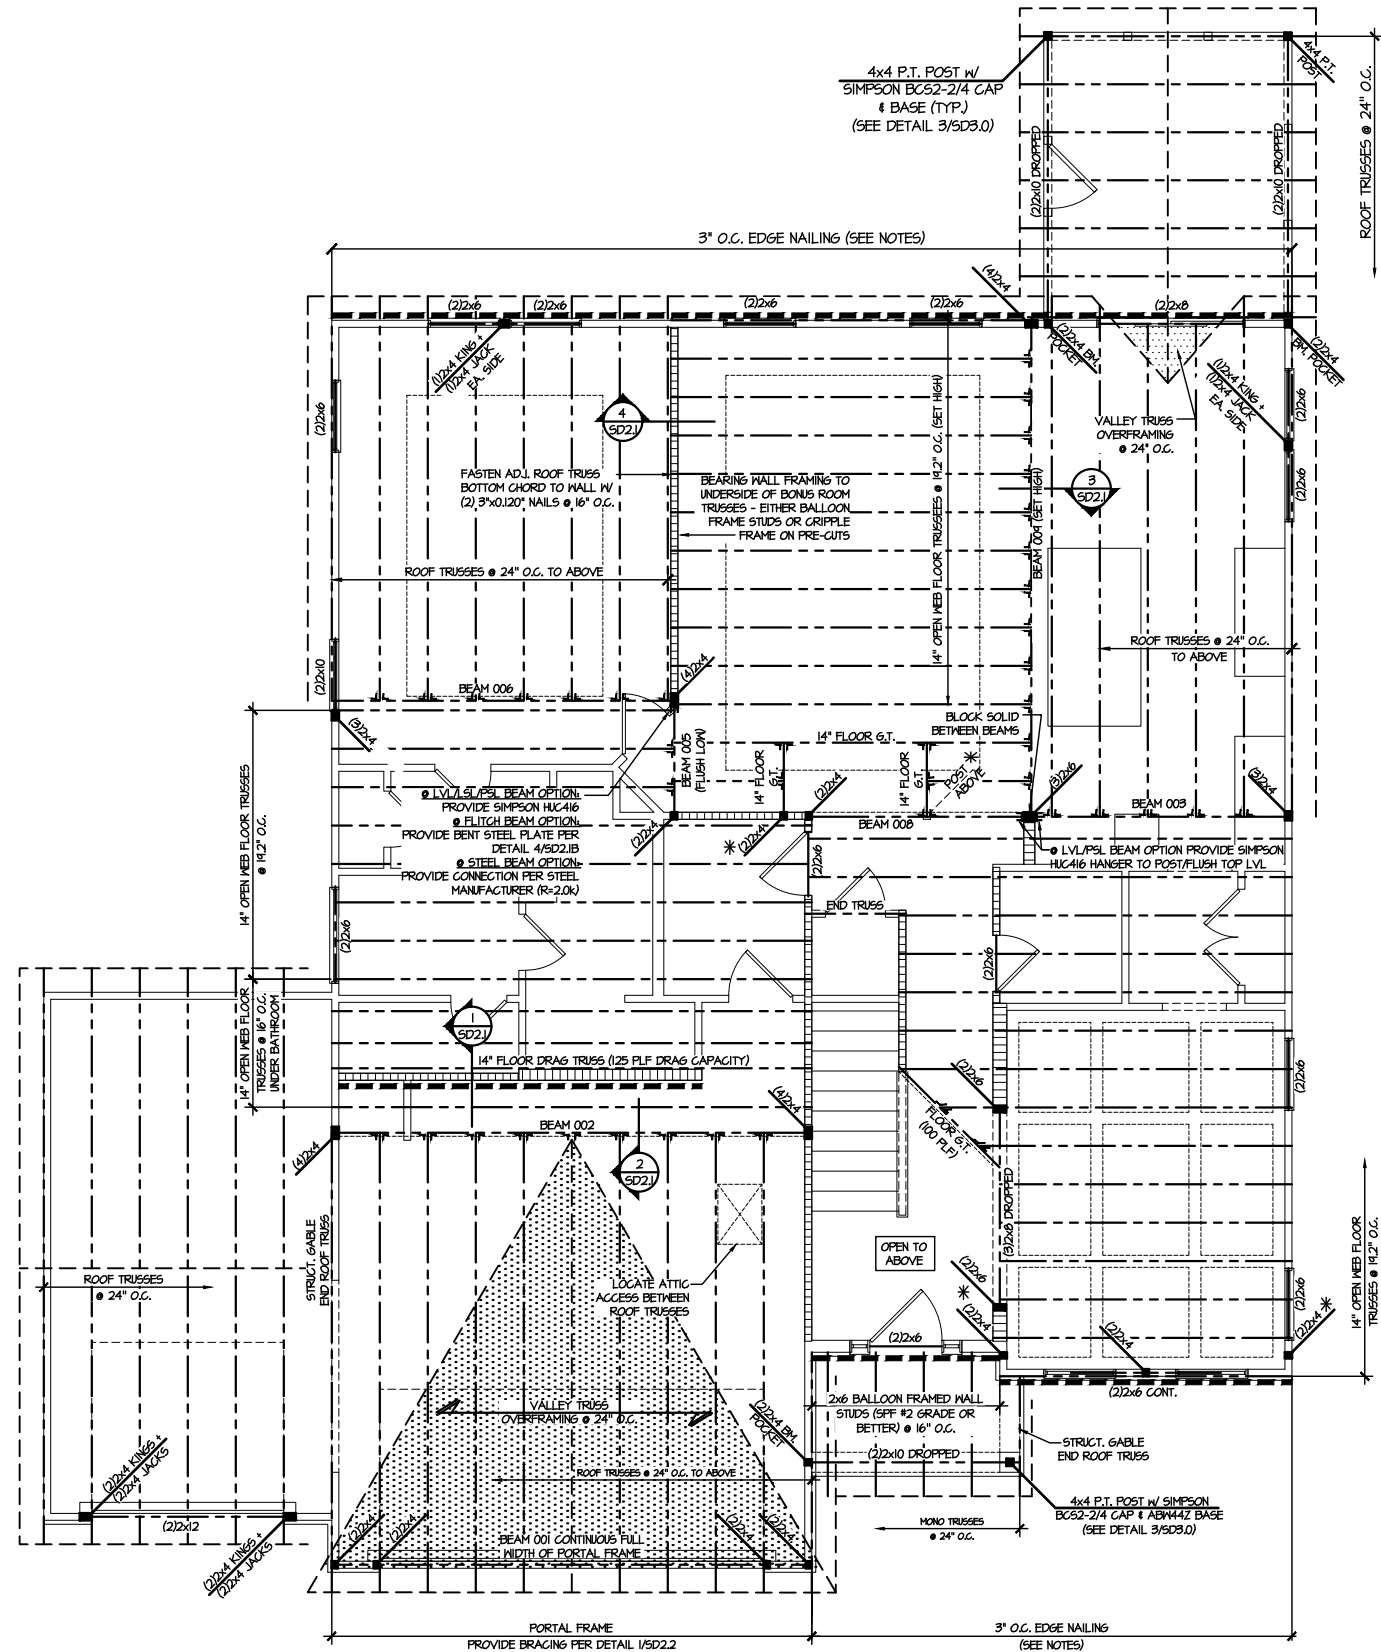 4x4 P.T. POST W/
SIMPSON BCS2-2/4 CAP
& BASE (TYP.)
(SEE DETAIL 3/SD3.0)
4x4 P.T.
POST
ROOF TRUSSES @ 24" O.C.
(2)2x10 DROPPED
(2)2x10 DROPPED
3" O.C. EDGE NAILING (SEE NOTES)
(4)2x4
(2)2x6
(2)2x6
(2)2x6
(2)2x6
(2)2x8
(1)2x4 KING +
(1)2x4 JACK
EA. SIDE
(2)2x4 BM.
POCKET
(2)2x4
BM. POCKET
(1)2x4 KING +
(1)2x4 JACK
EA. SIDE
(2)2x6
(2)2x6
(2)2x6
4
SD2.1
VALLEY TRUSS
OVERFRAMING
@ 24" O.C.
FASTEN ADJ. ROOF TRUSS
BOTTOM CHORD TO WALL W/
(2) 3"x0.120" NAILS @ 16" O.C.
BEARING WALL FRAMING TO
UNDERSIDE OF BONUS ROOM
TRUSSES - EITHER BALLOON
FRAME STUDS OR CRIPPLE
FRAME ON PRE-CUTS
14" OPEN WEB FLOOR TRUSSES @ 19.2" O.C. (SET HIGH)
BEAM 009 (SET HIGH)
3
SD2.1
ROOF TRUSSES @ 24" O.C. TO ABOVE
ROOF TRUSSES @ 24" O.C.
TO ABOVE
(2)2x10
BEAM 006
(4)2x4
(3)2x4
BLOCK SOLID
BETWEEN BEAMS
14" FLOOR G.T.
BEAM 005
(FLUSH LOW)
14" FLOOR
G.T.
14" FLOOR
G.T.
POST *
ABOVE
(3)2x6
(3)2x4
BEAM 003
14" OPEN WEB FLOOR TRUSSES
@ 19.2" O.C.
@ LVL/LSL/PSL BEAM OPTION:
PROVIDE SIMPSON HUC416
@ FLITCH BEAM OPTION:
PROVIDE BENT STEEL PLATE PER
DETAIL 4/SD2.1B
@ STEEL BEAM OPTION:
PROVIDE CONNECTION PER STEEL
MANUFACTURER (R=2.0k)
(2)2x4
* (2)2x4
(2)2x4
BEAM 008
(2)2x6
@ LVL/PSL BEAM OPTION PROVIDE SIMPSON
HUC416 HANGER TO POST/FLUSH TOP LVL
END TRUSS
(2)2x6
(2)2x6
14" OPEN WEB FLOOR
TRUSSES @ 16" O.C.
UNDER BATHROOM
1
SD2.1
14" FLOOR DRAG TRUSS (125 PLF DRAG CAPACITY)
(2)2x6
(2)2x6
(4)2x4
BEAM 002
(4)2x4
FLOOR G.T.
(100 PLF)
2
SD2.1
STRUCT. GABLE
END ROOF TRUSS
(3)2x8 DROPPED
OPEN TO
ABOVE
ROOF TRUSSES
@ 24" O.C.
LOCATE ATTIC
ACCESS BETWEEN
ROOF TRUSSES
(2)2x6
*
(2)2x4
(2)2x6
(2)2x4
(2)2x6
(2)2x4 *
14" OPEN WEB FLOOR
TRUSSES @ 19.2" O.C.
(2)2x6 CONT.
VALLEY TRUSS
OVERFRAMING @ 24" O.C.
(2)2x4 BM.
POCKET
2x6 BALLOON FRAMED WALL
STUDS (SPF #2 GRADE OR
BETTER) @ 16" O.C.
(2)2x10 DROPPED
STRUCT. GABLE
END ROOF TRUSS
ROOF TRUSSES @ 24" O.C. TO ABOVE
(2)2x4 KINGS +
(2)2x4 JACKS
(2)2x12
(2)2x4 KINGS +
(2)2x4 JACKS
(2)2x4
(2)2x4
(2)2x4
(2)2x4
BEAM 001 CONTINUOUS FULL
WIDTH OF PORTAL FRAME
4x4 P.T. POST W/ SIMPSON
BCS2-2/4 CAP & ABW44Z BASE
(SEE DETAIL 3/SD3.0)
MONO TRUSSES
@ 24" O.C.
PORTAL FRAME
PROVIDE BRACING PER DETAIL 1/SD2.2
3" O.C. EDGE NAILING
(SEE NOTES)